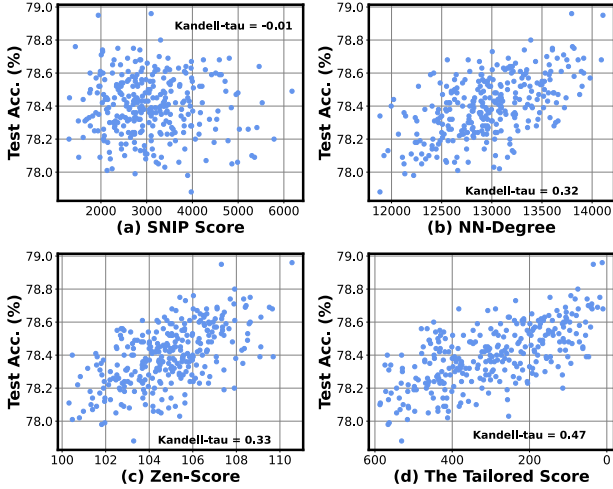 79.0
78.8
78.6
78.4
78.2
78.0
Test Acc. (%)
Kandell-tau = -0.01
2000 3000 4000 5000 6000
(a) SNIP Score
79.0
78.8
78.6
78.4
78.2
78.0
Test Acc. (%)
Kandell-tau = 0.32
12000 12500 13000 13500 14000
(b) NN-Degree
79.0
78.8
78.6
78.4
78.2
78.0
Test Acc. (%)
Kandell-tau = 0.33
100 102 104 106 108 110
(c) Zen-Score
79.0
78.8
78.6
78.4
78.2
78.0
Test Acc. (%)
Kandell-tau = 0.47
600 400 200 0
(d) The Tailored Score